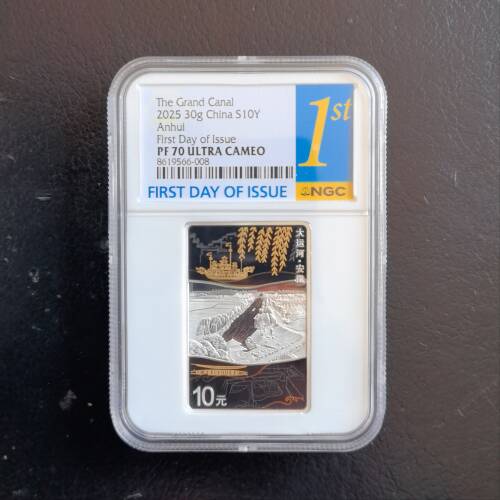 The Grand Canal
2025 30g China S10Y
Anhui
First Day of Issue
PF 70 ULTRA CAMEO
8619566-008
FIRST DAY OF ISSUE
1st
NGC
大运河·安徽
10元